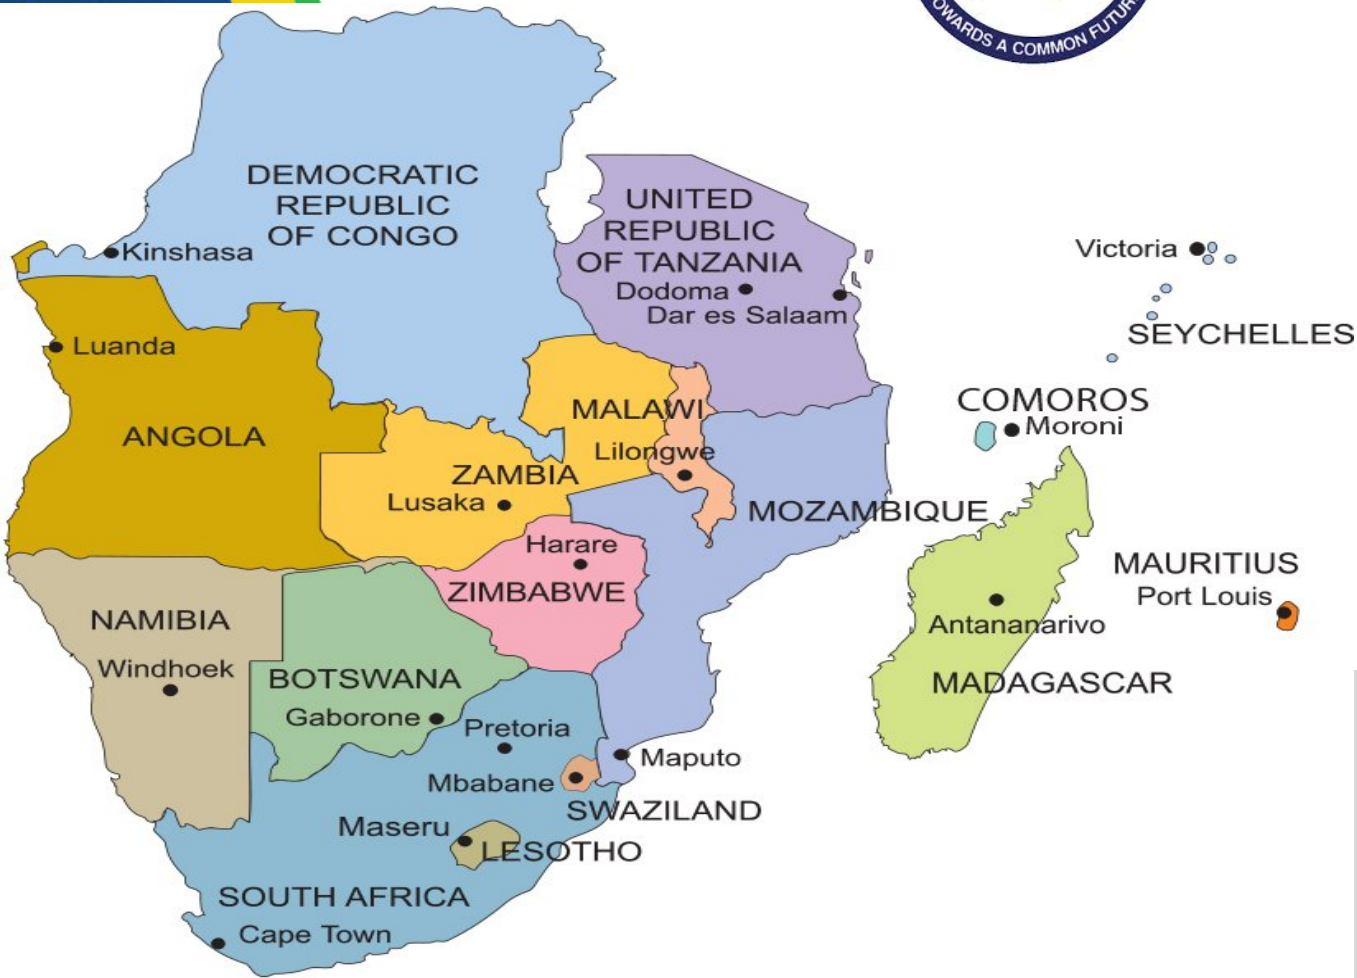 TOWARDS A COMMON FUTURE
DEMOCRATIC
REPUBLIC
OF CONGO
Kinshasa
UNITED
REPUBLIC
OF TANZANIA
Dodoma
Dar es Salaam
Victoria
SEYCHELLES
Luanda
ANGOLA
MALAWI
Lilongwe
ZAMBIA
Lusaka
COMOROS
Moroni
MOZAMBIQUE
Harare
ZIMBABWE
NAMIBIA
Windhoek
BOTSWANA
Gaborone
MAURITIUS
Port Louis
Antananarivo
MADAGASCAR
Pretoria
Mbabane
Maputo
SWAZILAND
Maseru
LESOTHO
SOUTH AFRICA
Cape Town